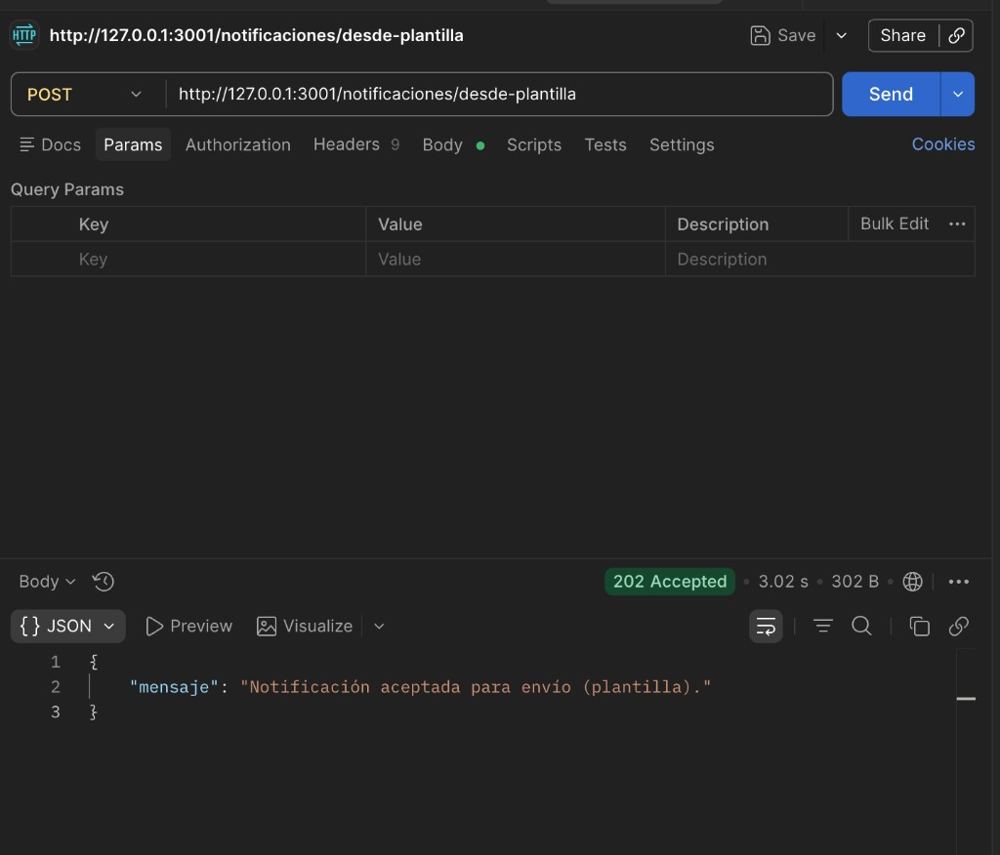 HTTP http://127.0.0.1:3001/notificaciones/desde-plantilla Save Share
POST http://127.0.0.1:3001/notificaciones/desde-plantilla Send
Docs Params Authorization Headers 9 Body Scripts Tests Settings Cookies
Query Params
Key Value Description Bulk Edit
Key Value Description
Body 202 Accepted 3.02 s 302 B
{} JSON Preview Visualize
1 {
2 "mensaje": "Notificación aceptada para envío (plantilla)."
3 }